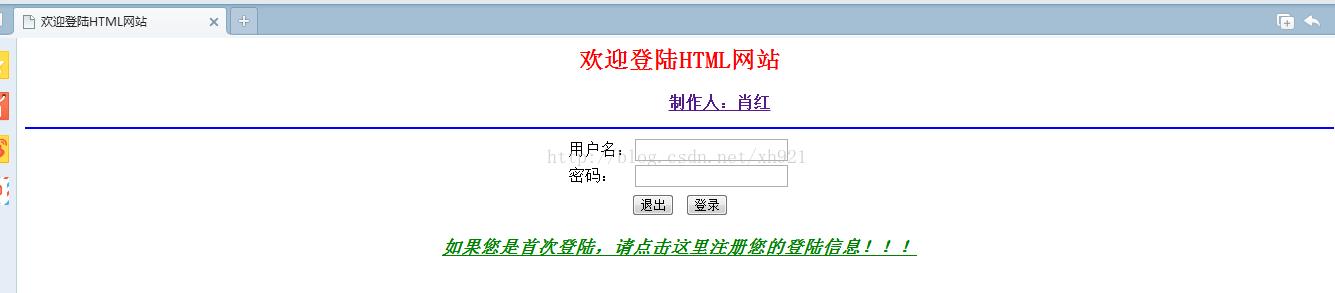 欢迎登陆HTML网站
欢迎登陆HTML网站
制作人：肖红
用户名：
http://blog.csdn.net/xh921
密码：
退出 登录
如果您是首次登陆，请点击这里注册您的登陆信息！！！